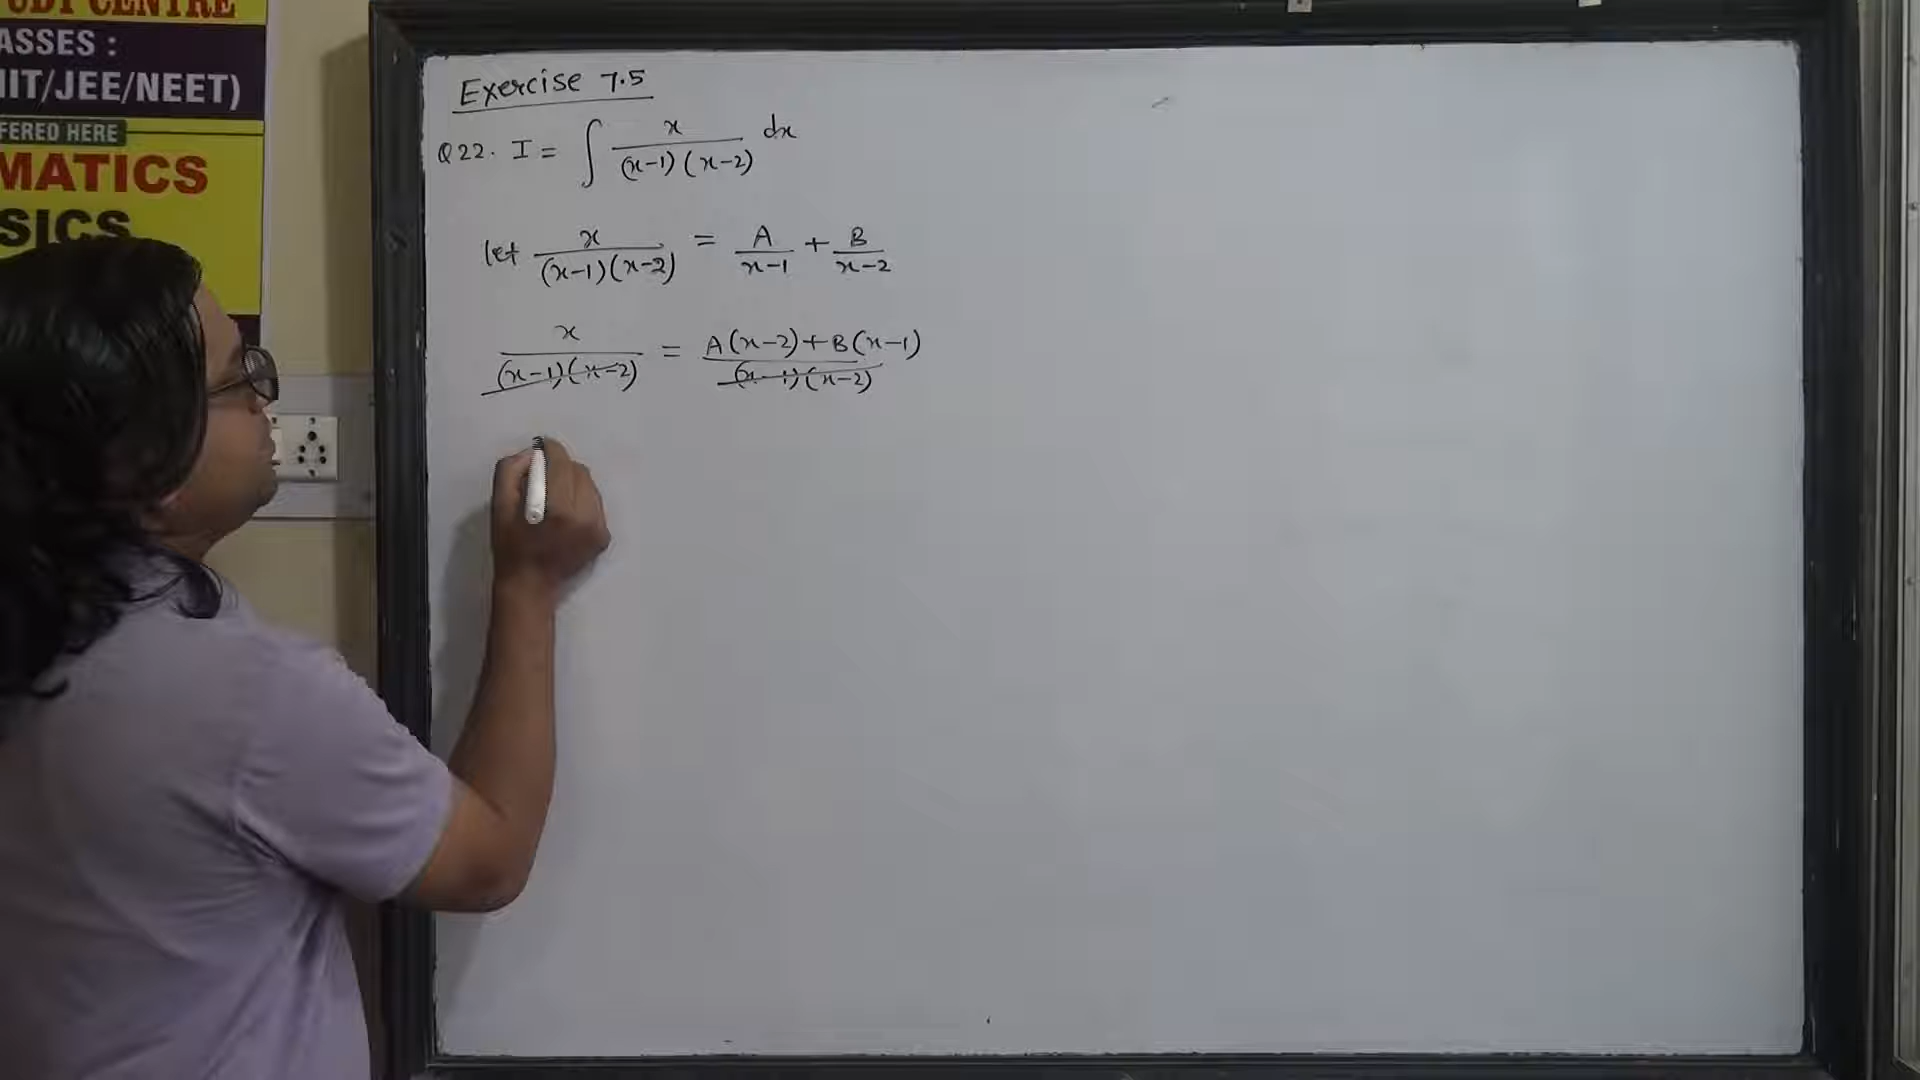 CENTRE
ASSES :
IIT/JEE/NEET)
FERED HERE
MATICS
SICS
Exercise 7.5
Q22. I = ∫ x/((x-1)(x-2)) dx
let x/((x-1)(x-2)) = A/(x-1) + B/(x-2)
x/((x-1)(x-2)) = (A(x-2)+B(x-1))/((x-1)(x-2))